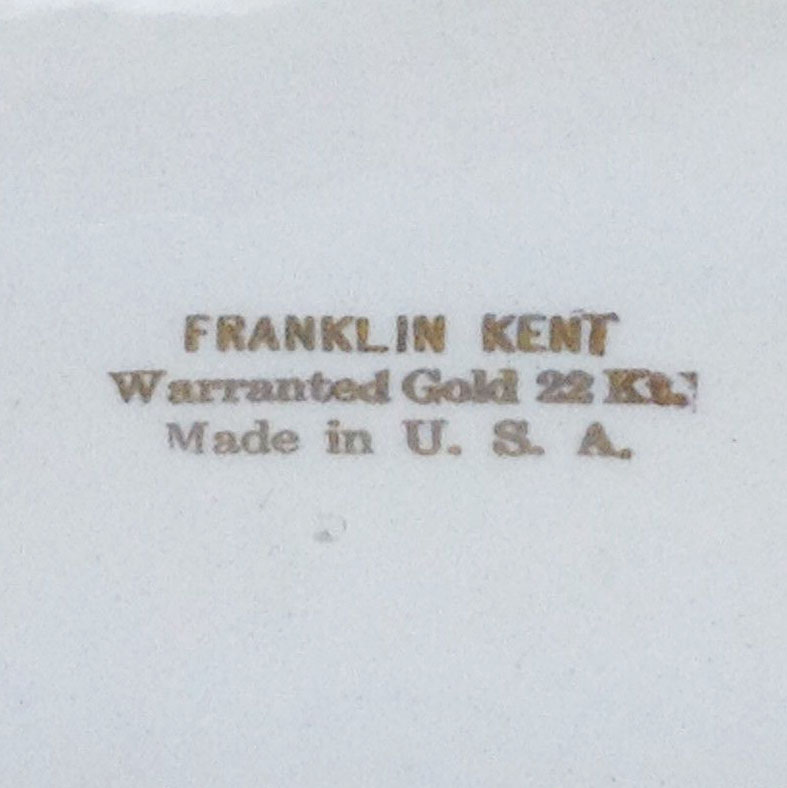 FRANKLIN KENT
Warranted Gold 22 Kt.
Made in U. S. A.